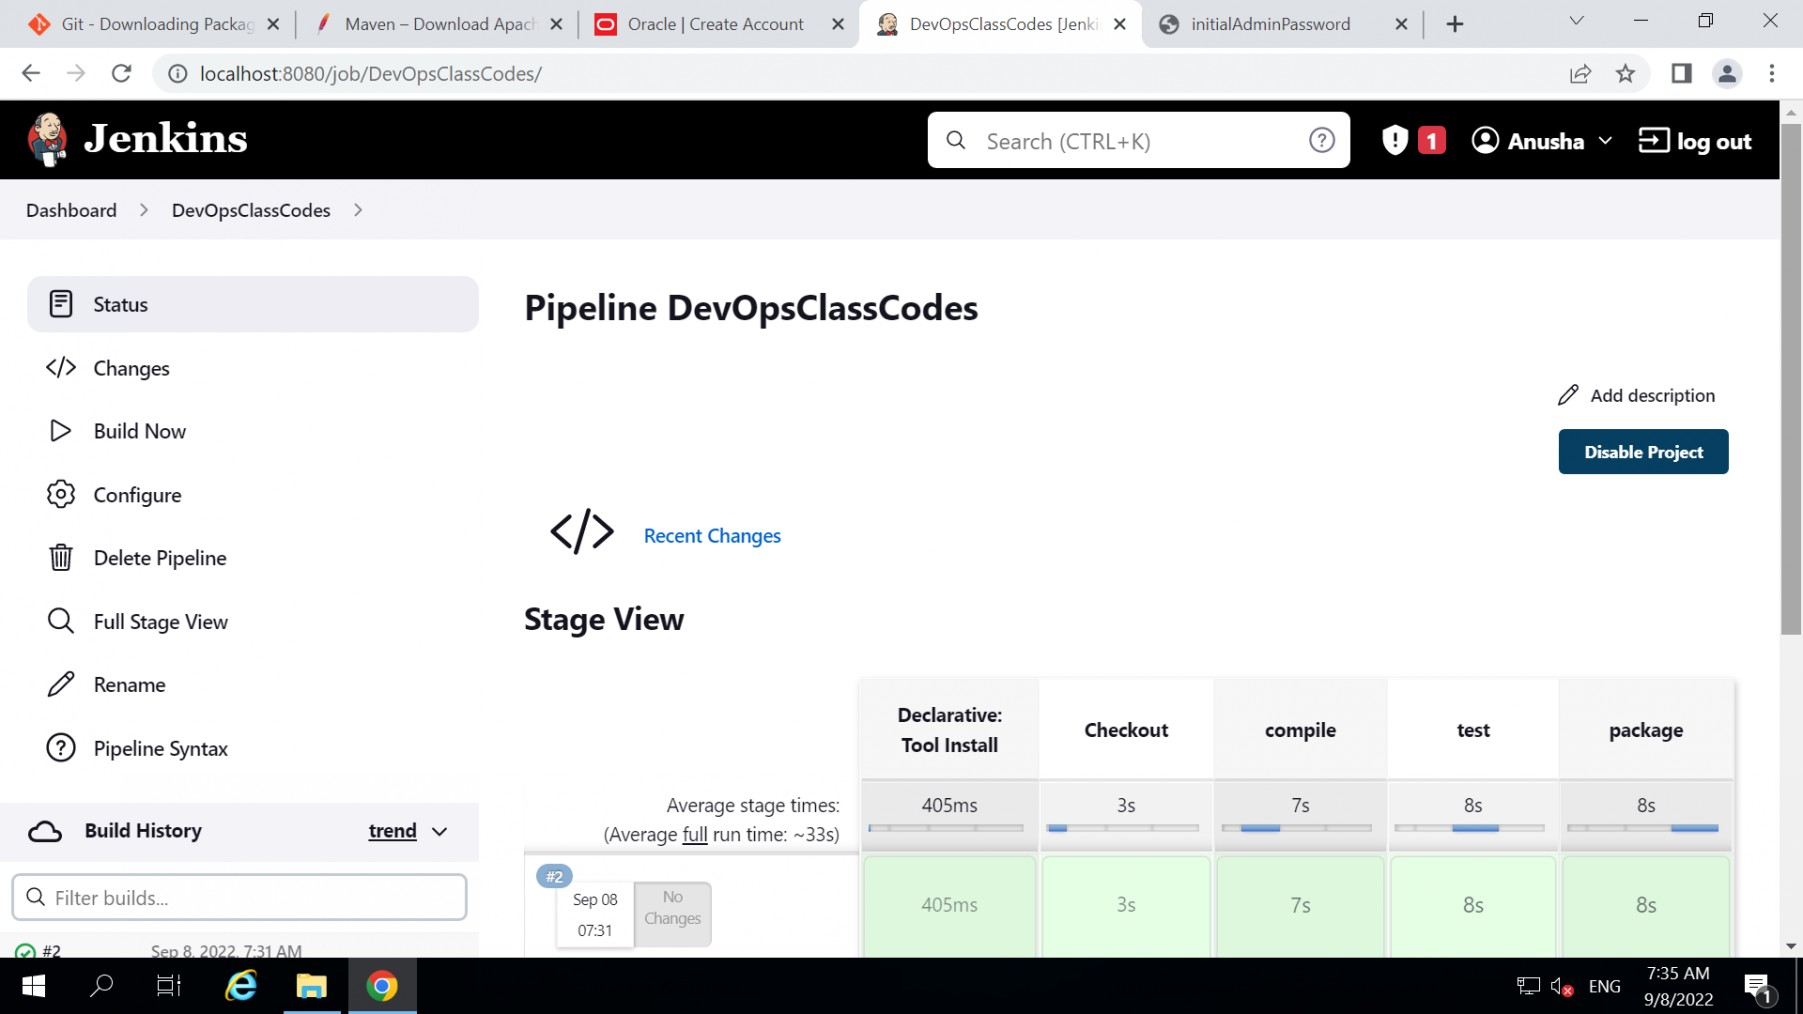 Git - Downloading Packag
Maven – Download Apach
Oracle | Create Account
DevOpsClassCodes [Jenki
initialAdminPassword
localhost:8080/job/DevOpsClassCodes/
Jenkins
Search (CTRL+K)
1
Anusha
log out
Dashboard
DevOpsClassCodes
Status
Changes
Build Now
Configure
Delete Pipeline
Full Stage View
Rename
Pipeline Syntax
Build History
trend
Filter builds...
#2
Sep 8, 2022, 7:31 AM
Pipeline DevOpsClassCodes
Add description
Disable Project
Recent Changes
Stage View
Declarative:
Tool Install
Checkout
compile
test
package
Average stage times:
(Average full run time: ~33s)
405ms
3s
7s
8s
8s
#2
Sep 08
07:31
No
Changes
405ms
3s
7s
8s
8s
ENG
7:35 AM
9/8/2022
1